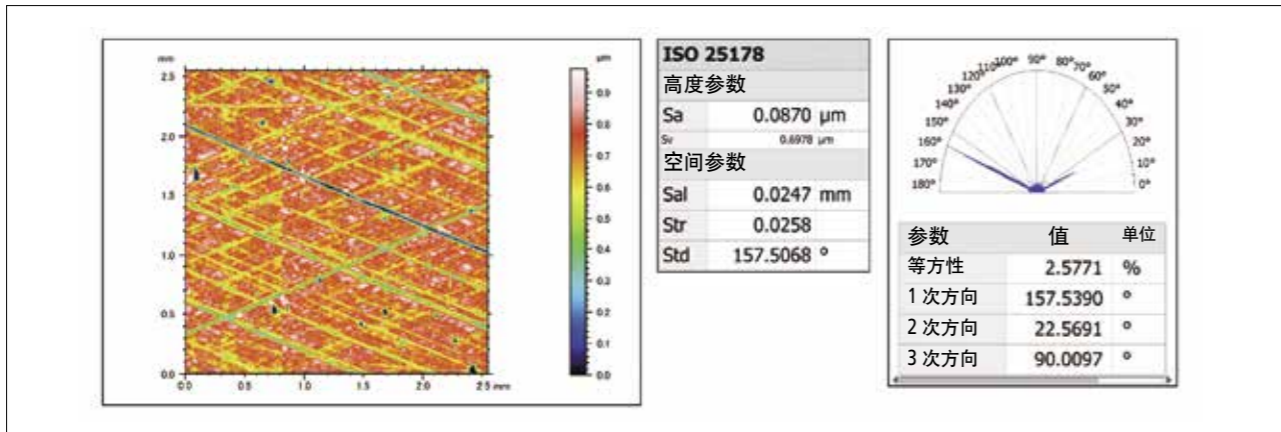 mm
2.5
2.0
1.5
1.0
0.5
0.0
0.0 0.5 1.0 1.5 2.0 2.5 mm
μm
0.9
0.8
0.7
0.6
0.5
0.4
0.3
0.2
0.1
0.0
ISO 25178
高度参数
Sa 0.0870 μm
Sv 0.6978 μm
空间参数
Sal 0.0247 mm
Str 0.0258
Std 157.5068 °
180° 170° 160° 150° 140° 130° 120° 110° 100° 90° 80° 70° 60° 50° 40° 30° 20° 10° 0°
参数 值 单位
等方性 2.5771 %
1 次方向 157.5390 °
2 次方向 22.5691 °
3 次方向 90.0097 °